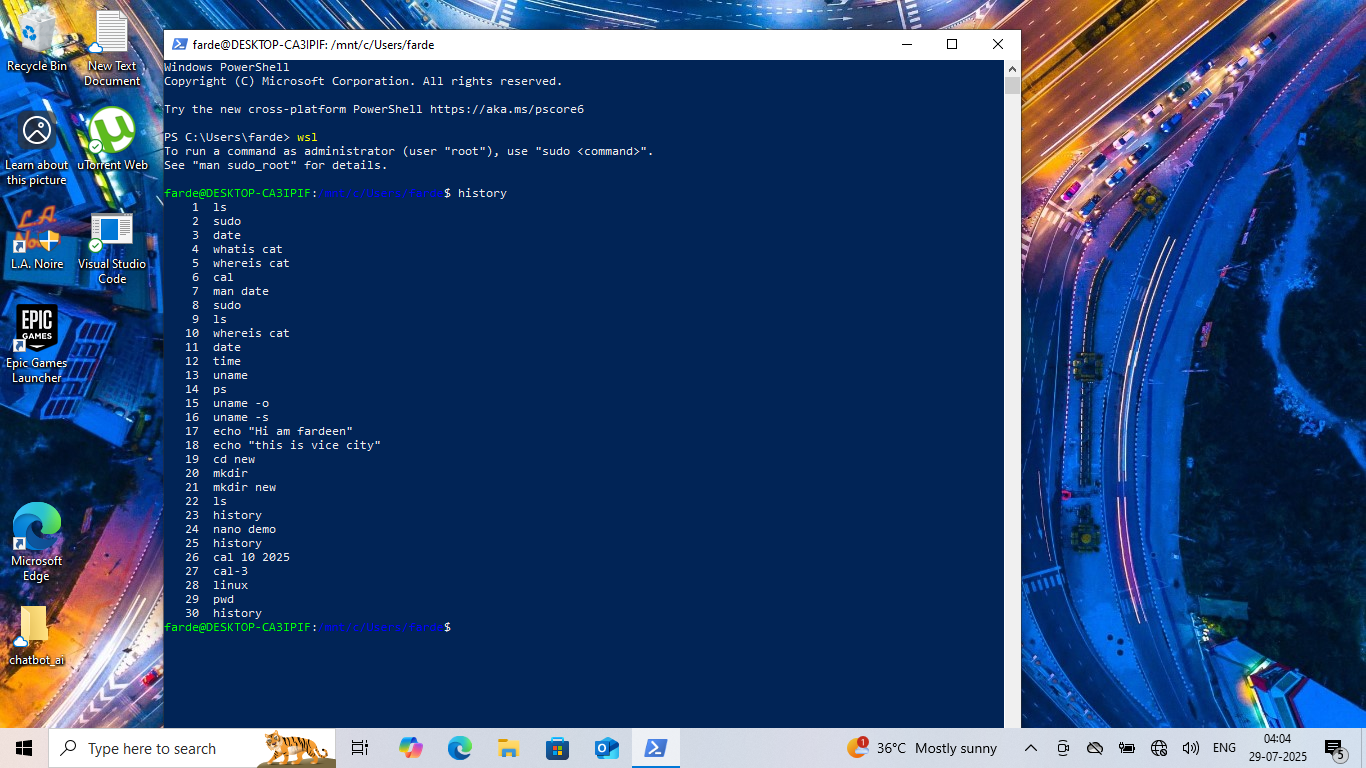 Recycle Bin
New Text
Document
Learn about
this picture
uTorrent Web
L.A. Noire
Visual Studio
Code
EPIC
GAMES
Epic Games
Launcher
Microsoft
Edge
chatbot_ai
farde@DESKTOP-CA3IPIF: /mnt/c/Users/farde
Windows PowerShell
Copyright (C) Microsoft Corporation. All rights reserved.
Try the new cross-platform PowerShell https://aka.ms/pscore6
PS C:\Users\farde> wsl
To run a command as administrator (user "root"), use "sudo <command>".
See "man sudo_root" for details.
farde@DESKTOP-CA3IPIF:/mnt/c/Users/farde$ history
1 ls
2 sudo
3 date
4 whatis cat
5 whereis cat
6 cal
7 man date
8 sudo
9 ls
10 whereis cat
11 date
12 time
13 uname
14 ps
15 uname -o
16 uname -s
17 echo "Hi am fardeen"
18 echo "this is vice city"
19 cd new
20 mkdir
21 mkdir new
22 ls
23 history
24 nano demo
25 history
26 cal 10 2025
27 cal-3
28 linux
29 pwd
30 history
farde@DESKTOP-CA3IPIF:/mnt/c/Users/farde$
Type here to search
1
36°C Mostly sunny
ENG
04:04
29-07-2025
5